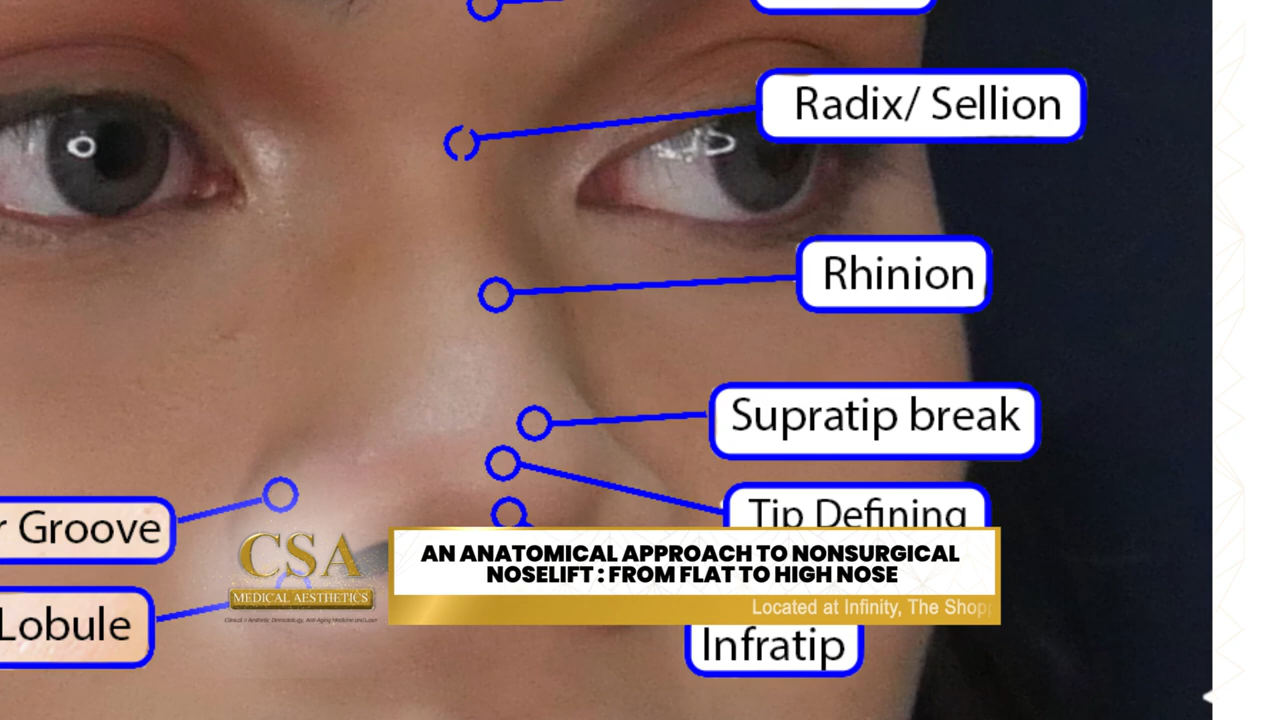 Radix/ Sellion
Rhinion
Supratip break
Tip Defining
r Groove
Lobule
CSA
MEDICAL AESTHETICS
AN ANATOMICAL APPROACH TO NONSURGICAL
NOSELIFT : FROM FLAT TO HIGH NOSE
Located at Infinity, The Shopp
Infratip